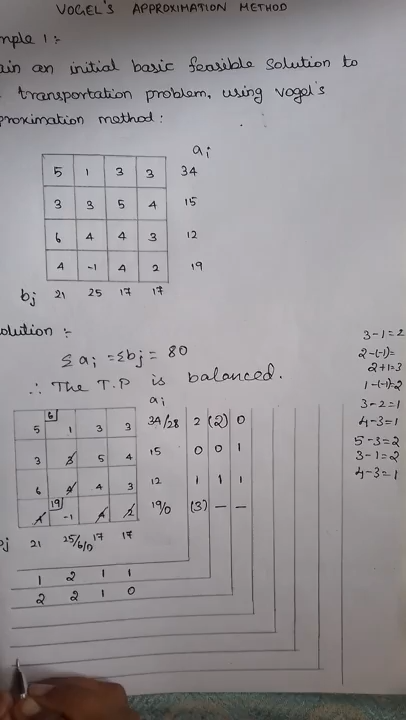 VOGEL'S APPROXIMATION METHOD
mple 1 :-
ain an initial basic feasible solution to
transportation problem, using Vogel's
proximation method :
ai
5 1 3 3 34
3 3 5 4 15
6 4 4 3 12
4 -1 4 2 19
bj 21 25 17 17
olution :-
Σai = Σbj = 80
∴ The T.P is balanced.
ai
6
5 1 3 3 34/28 2 (2) 0
3 3 5 4 15 0 0 1
6 4 4 3 12 1 1 1
19
4 -1 4 2 19/0 (3) — —
bj 21 25/6/0 17 17
1 2 1 1
2 2 1 0
3-1=2
2-(-1)=
2+1=3
1-(-1)=2
3-2=1
4-3=1
5-3=2
3-1=2
4-3=1